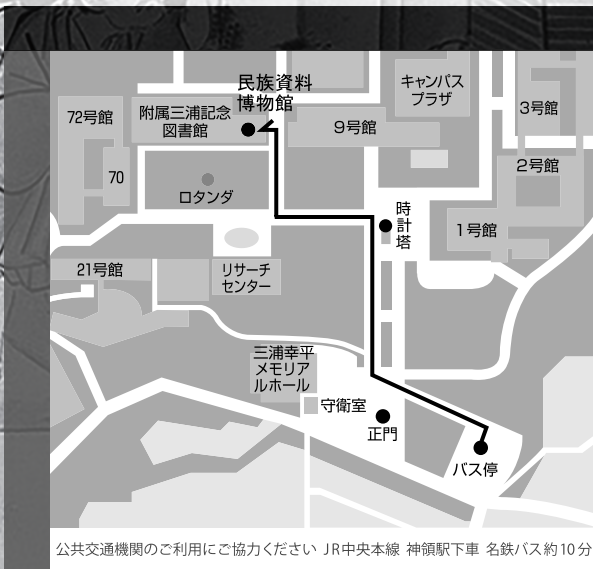 民族資料
博物館
キャンパス
プラザ
72号館
附属三浦記念
図書館
9号館
3号館
70
ロタンダ
2号館
時計塔
1号館
21号館
リサーチ
センター
三浦幸平
メモリア
ルホール
守衛室
正門
バス停
公共交通機関のご利用にご協力ください JR中央本線 神領駅下車 名鉄バス約10分